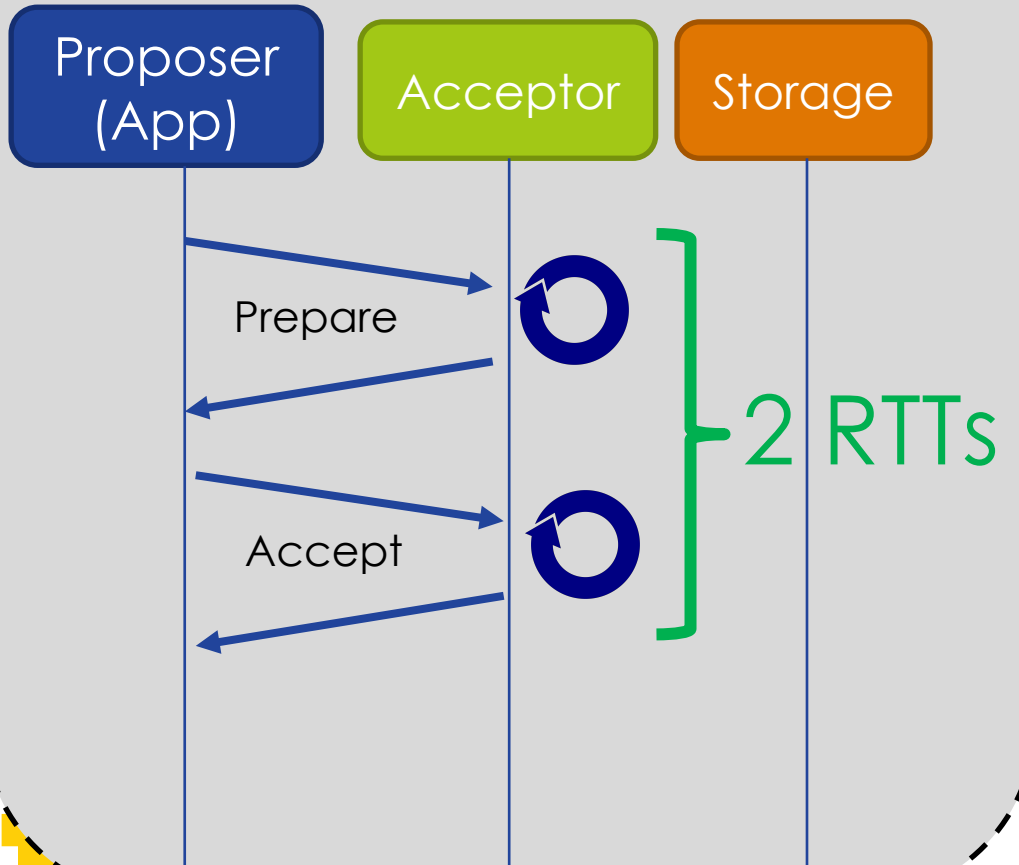 Proposer
(App)
Acceptor
Storage
Prepare
2 RTTs
Accept